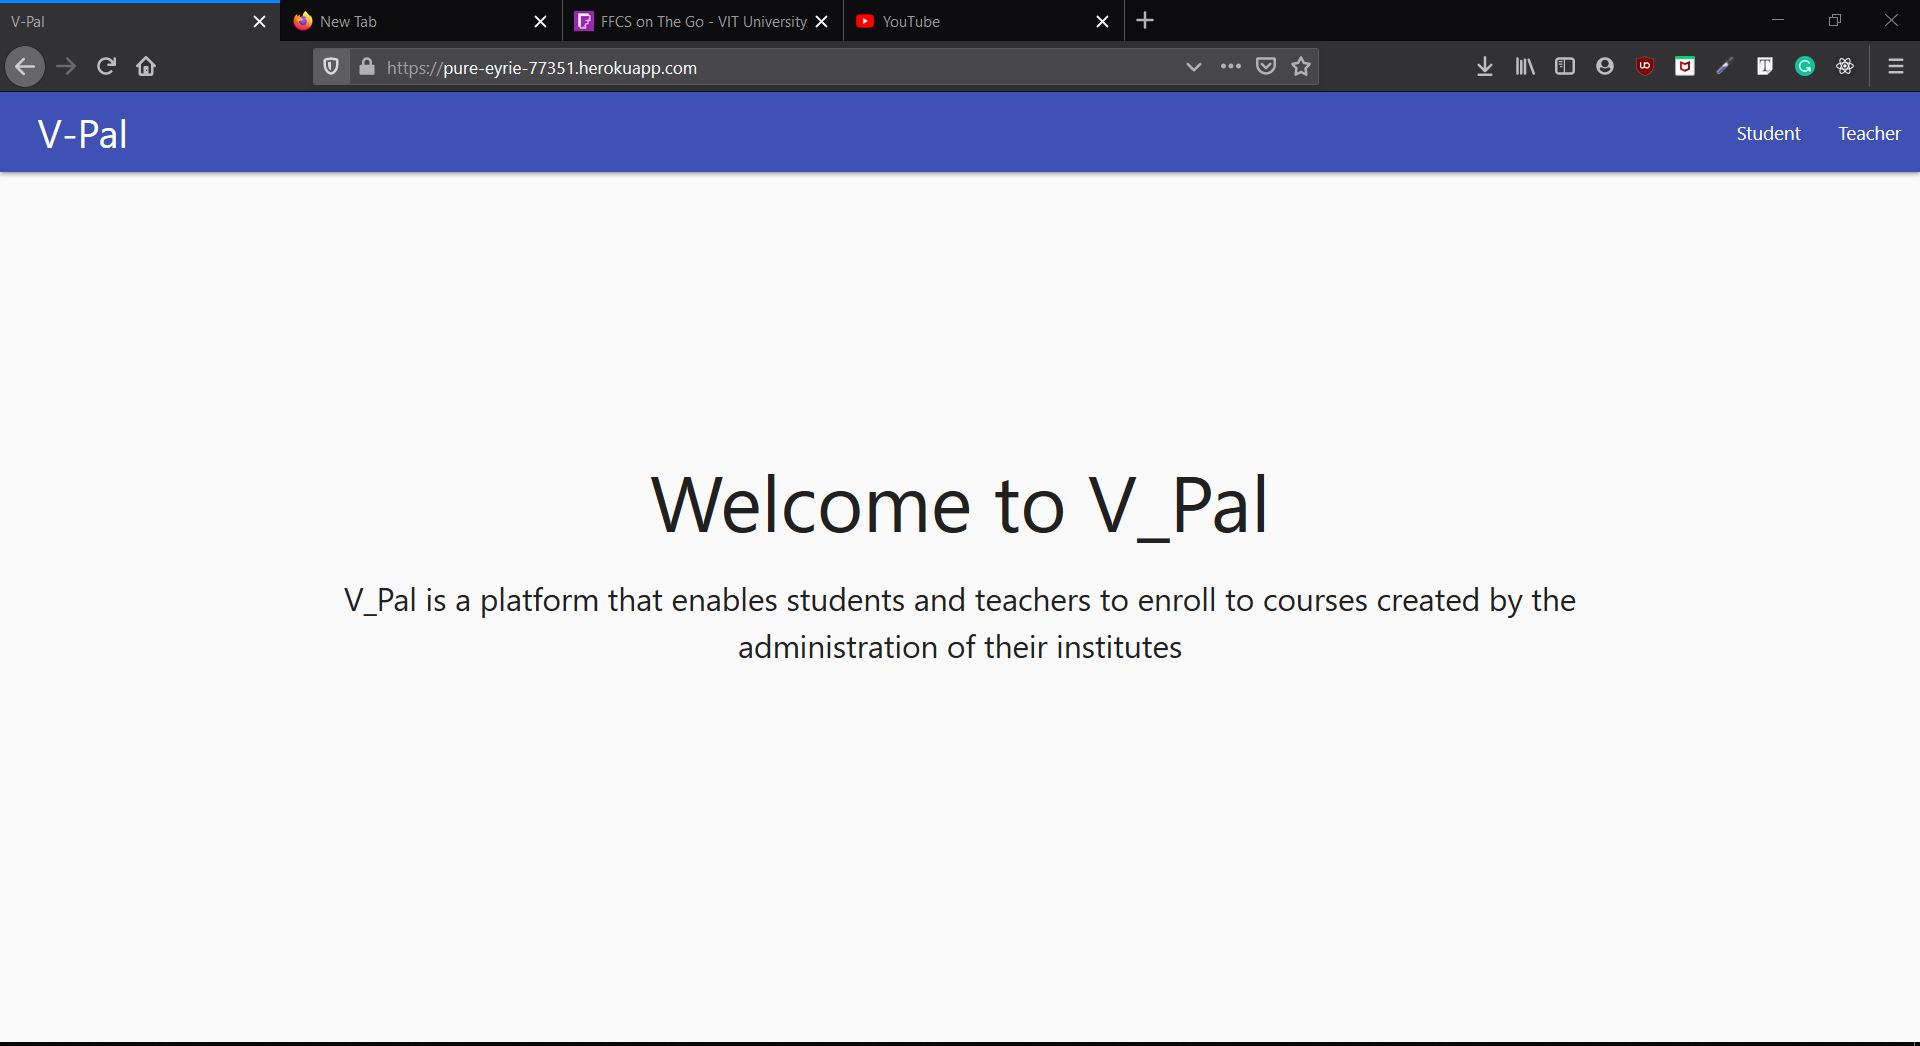 V-Pal
New Tab
FFCS on The Go - VIT University
YouTube
https://pure-eyrie-77351.herokuapp.com
V-Pal
Student
Teacher
Welcome to V_Pal
V_Pal is a platform that enables students and teachers to enroll to courses created by the
administration of their institutes